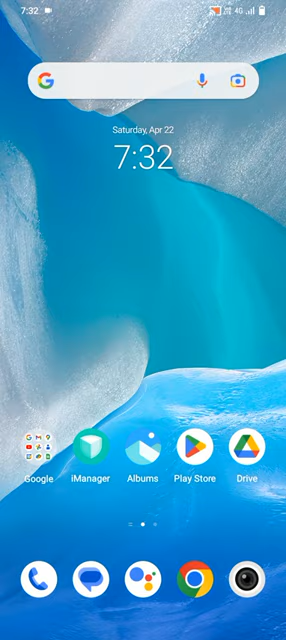 7:32
4G
Saturday, Apr 22
7:32
Google
iManager
Albums
Play Store
Drive